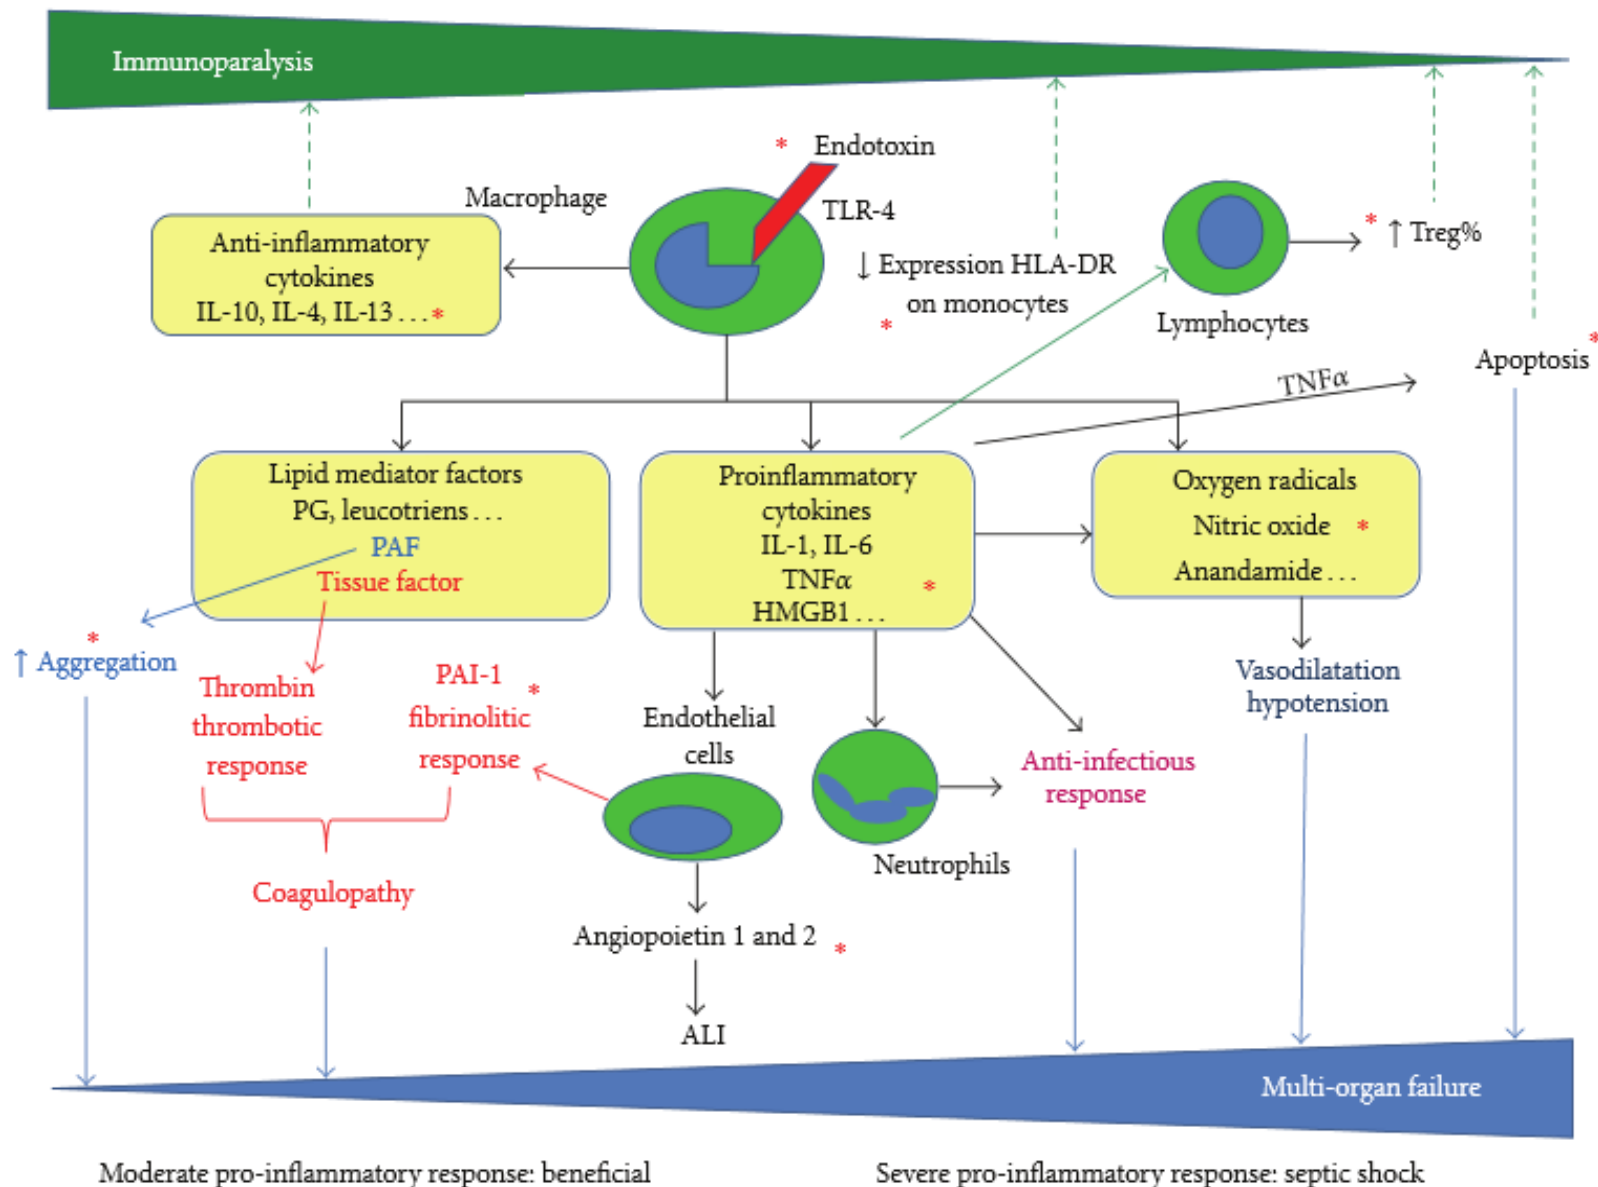 Immunoparalysis
* Endotoxin
Macrophage
TLR-4
Anti-inflammatory
cytokines
IL-10, IL-4, IL-13 ... *
↓ Expression HLA-DR
on monocytes
*
* ↑ Treg%
Lymphocytes
Apoptosis *
TNFα
Lipid mediator factors
PG, leucotriens ...
PAF
Tissue factor
Proinflammatory
cytokines
IL-1, IL-6
TNFα *
HMGB1 ...
Oxygen radicals
Nitric oxide *
Anandamide ...
*
↑ Aggregation
Thrombin
thrombotic
response
PAI-1 *
fibrinolitic
response
Endothelial
cells
Vasodilatation
hypotension
Anti-infectious
response
Neutrophils
Coagulopathy
Angiopoietin 1 and 2 *
ALI
Multi-organ failure
Moderate pro-inflammatory response: beneficial
Severe pro-inflammatory response: septic shock